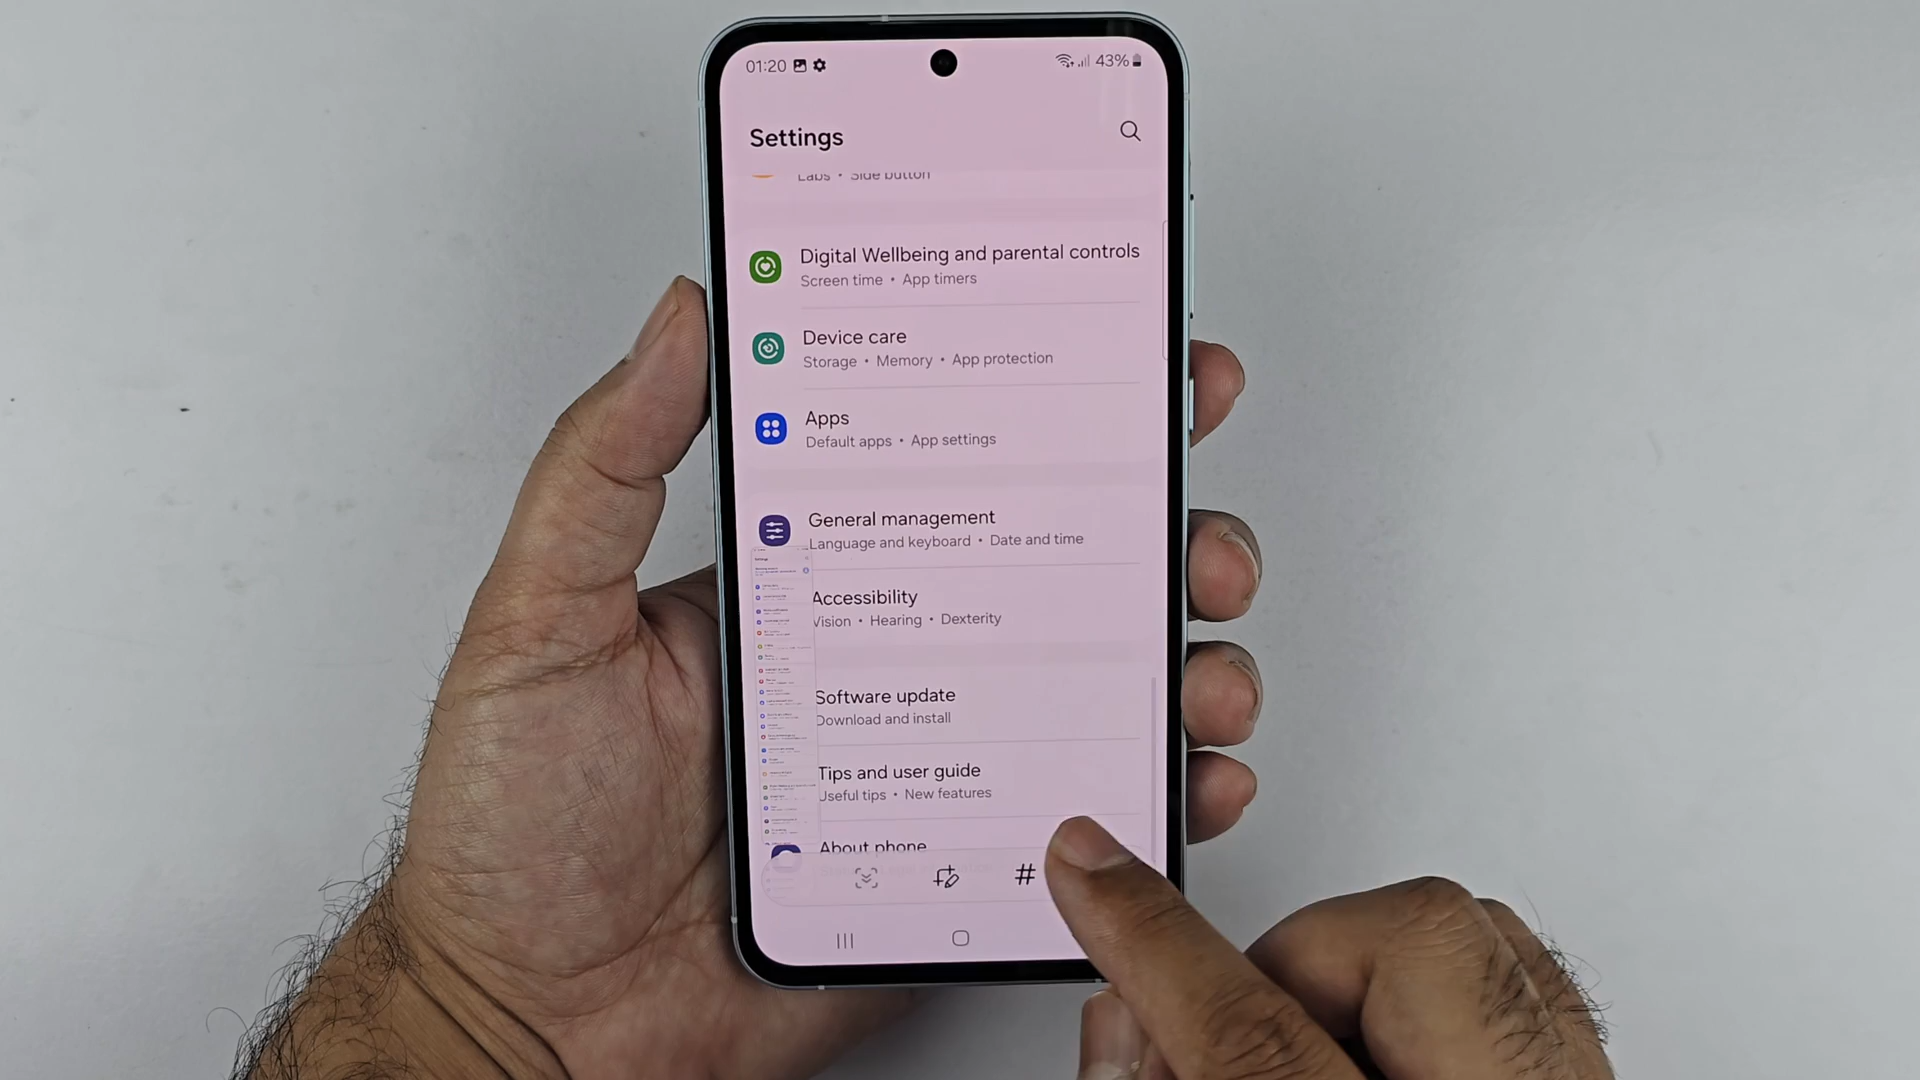 01:20
43%
Settings
Labs • Side button
Digital Wellbeing and parental controls
Screen time • App timers
Device care
Storage • Memory • App protection
Apps
Default apps • App settings
General management
Language and keyboard • Date and time
Accessibility
Vision • Hearing • Dexterity
Software update
Download and install
Tips and user guide
Useful tips • New features
About phone
#